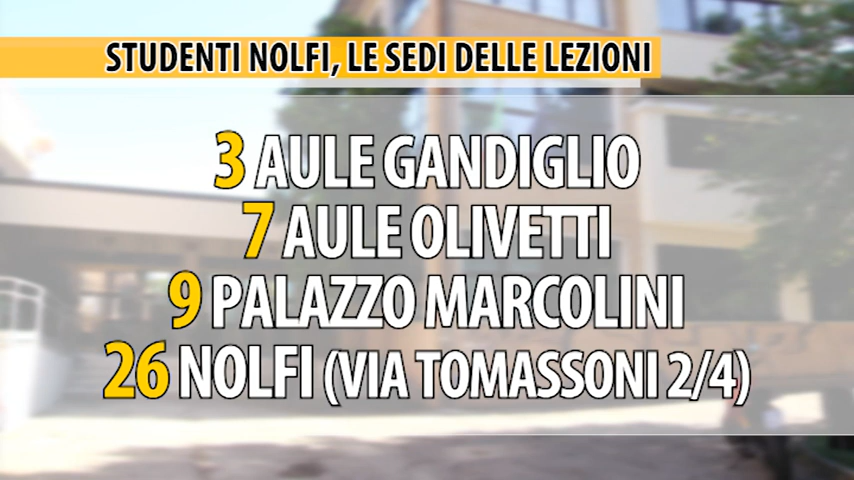 STUDENTI NOLFI, LE SEDI DELLE LEZIONI
3 AULE GANDIGLIO
7 AULE OLIVETTI
9 PALAZZO MARCOLINI
26 NOLFI (VIA TOMASSONI 2/4)